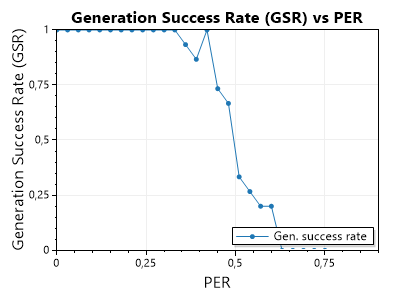 Generation Success Rate (GSR) vs PER
Generation Success Rate (GSR)
1
0,75
0,5
0,25
0
0
0,25
0,5
0,75
PER
Gen. success rate